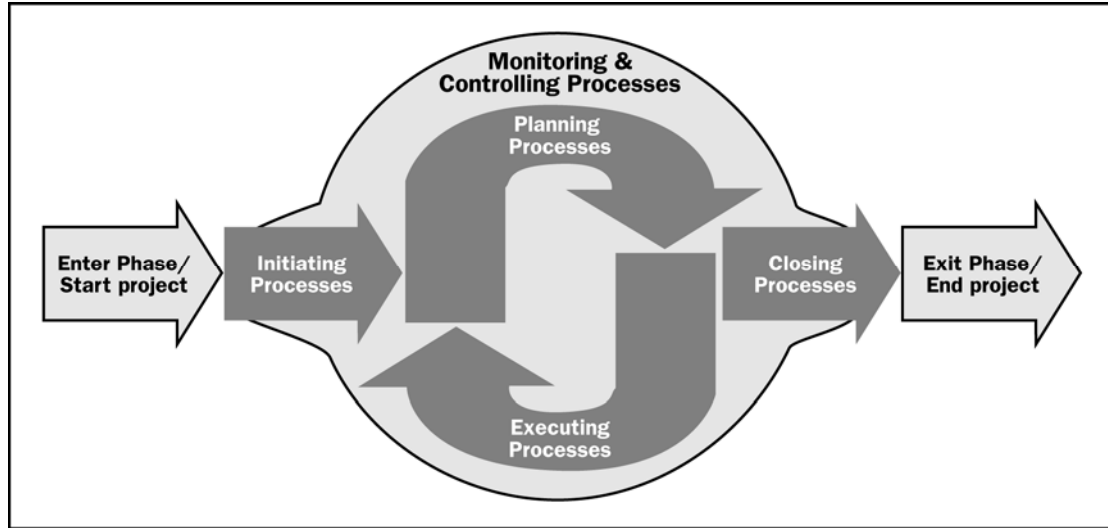 Monitoring &
Controlling Processes
Planning
Processes
Enter Phase/
Start project
Initiating
Processes
Closing
Processes
Exit Phase/
End project
Executing
Processes